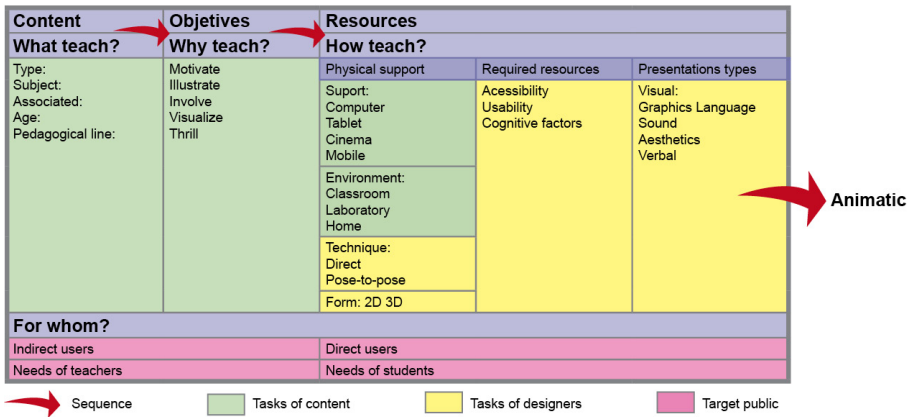 Content
Objetives
Resources
What teach?
Why teach?
How teach?
Type:
Subject:
Associated:
Age:
Pedagogical line:
Motivate
Illustrate
Involve
Visualize
Thrill
Physical support
Required resources
Presentations types
Suport:
Computer
Tablet
Cinema
Mobile
Environment:
Classroom
Laboratory
Home
Technique:
Direct
Pose-to-pose
Form: 2D 3D
Acessibility
Usability
Cognitive factors
Visual:
Graphics Language
Sound
Aesthetics
Verbal
Animatic
For whom?
Indirect users
Direct users
Needs of teachers
Needs of students
Sequence
Tasks of content
Tasks of designers
Target public